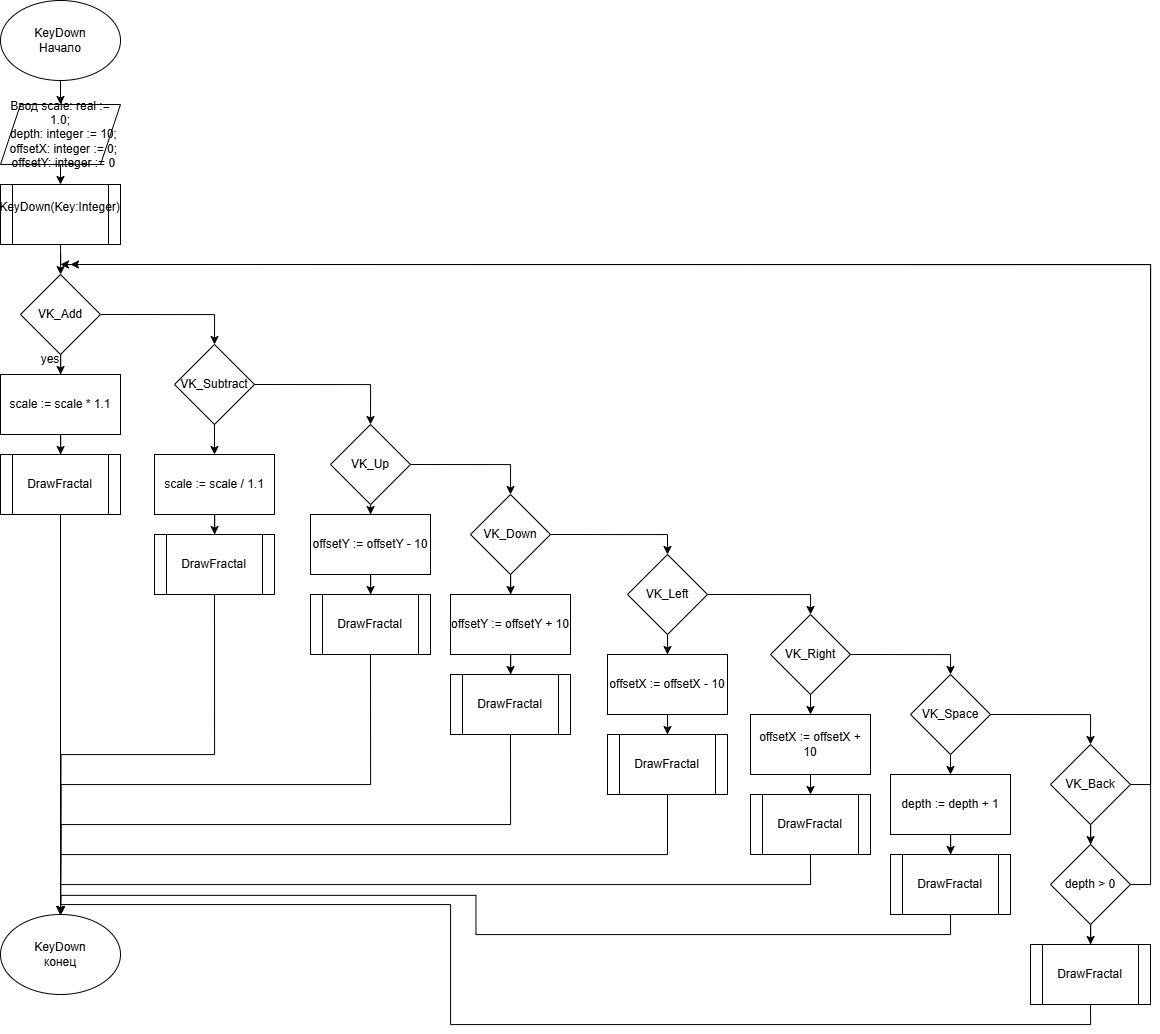 KeyDown
Начало
Ввод scale: real :=
1.0;
depth: integer := 10;
offsetX: integer := 0;
offsetY: integer := 0
KeyDown(Key:Integer)
VK_Add
yes
scale := scale * 1.1
DrawFractal
VK_Subtract
scale := scale / 1.1
DrawFractal
VK_Up
offsetY := offsetY - 10
DrawFractal
VK_Down
offsetY := offsetY + 10
DrawFractal
VK_Left
offsetX := offsetX - 10
DrawFractal
VK_Right
offsetX := offsetX +
10
DrawFractal
VK_Space
depth := depth + 1
DrawFractal
VK_Back
depth > 0
DrawFractal
KeyDown
конец